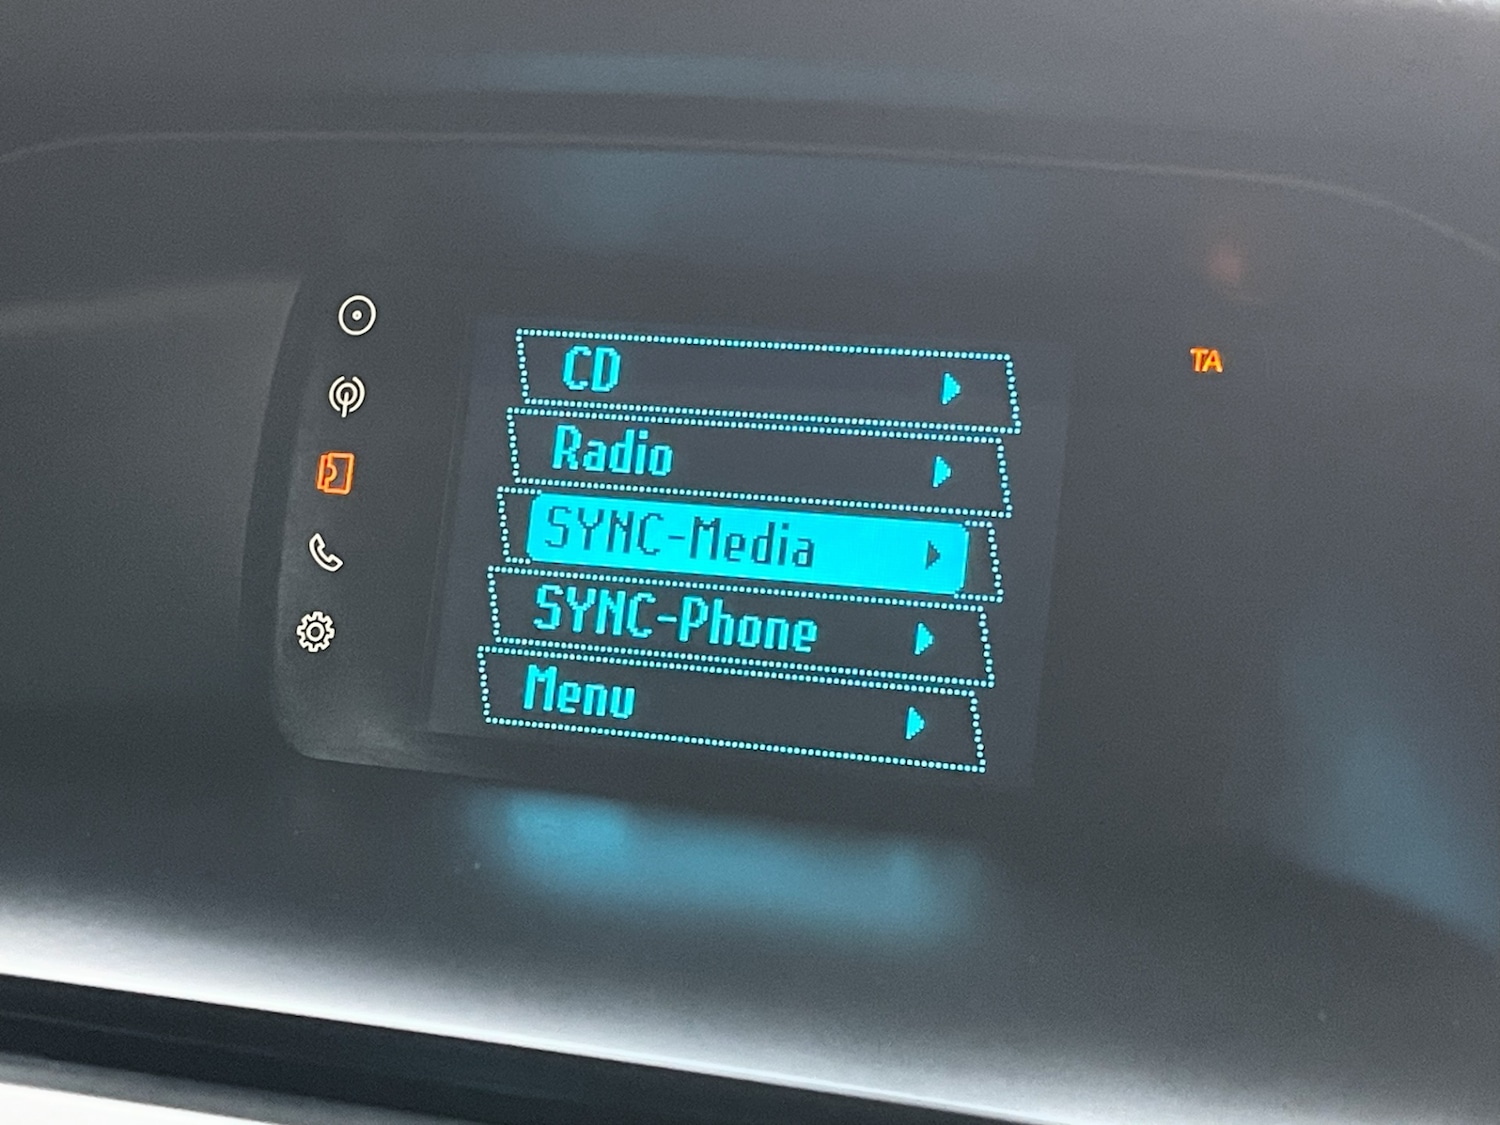 CD
TA
Radio
SYNC-Media
SYNC-Phone
Menu